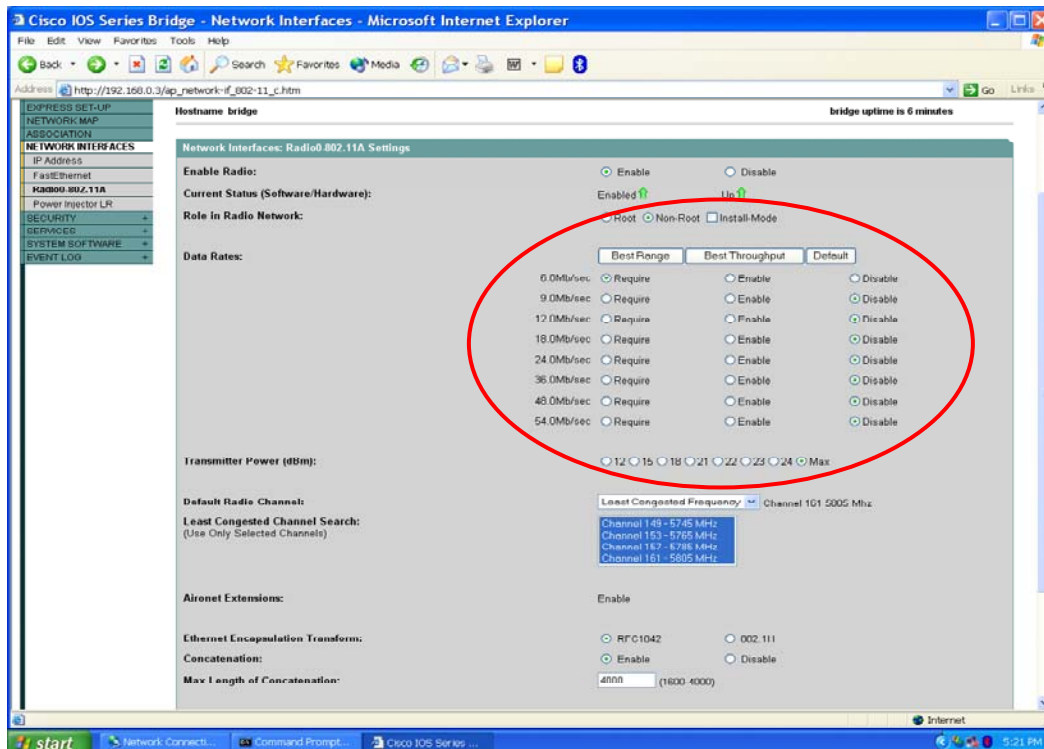 Cisco IOS Series Bridge - Network Interfaces - Microsoft Internet Explorer
File Edit View Favorites Tools Help
Back Search Favorites Media
Address http://192.168.0.3/ap_network-if_802-11_c.htm Go Links
EXPRESS SET-UP
NETWORK MAP
ASSOCIATION
NETWORK INTERFACES
IP Address
FastEthernet
Radio0-802.11A
Power Injector LR
SECURITY +
SERVICES +
SYSTEM SOFTWARE +
EVENT LOG +
Hostname bridge bridge uptime is 6 minutes
Network Interfaces: Radio0-802.11A Settings
Enable Radio: Enable Disable
Current Status (Software/Hardware): Enabled Up
Role in Radio Network: Root Non-Root Install-Mode
Data Rates: Best Range Best Throughput Default
6.0Mb/sec Require Enable Disable
9.0Mb/sec Require Enable Disable
12.0Mb/sec Require Enable Disable
18.0Mb/sec Require Enable Disable
24.0Mb/sec Require Enable Disable
36.0Mb/sec Require Enable Disable
48.0Mb/sec Require Enable Disable
54.0Mb/sec Require Enable Disable
Transmitter Power (dBm): 12 15 18 21 22 23 24 Max
Default Radio Channel: Least Congested Frequency Channel 161 5805 Mhz
Least Congested Channel Search:
(Use Only Selected Channels)
Channel 149 - 5745 MHz
Channel 153 - 5765 MHz
Channel 157 - 5785 MHz
Channel 161 - 5805 MHz
Aironet Extensions: Enable
Ethernet Encapsulation Transform: RFC1042 802.1H
Concatenation: Enable Disable
Max Length of Concatenation: 4000 (1600-4000)
Internet
start Network Connecti... Command Prompt... Cisco IOS Series ... 5:21 PM